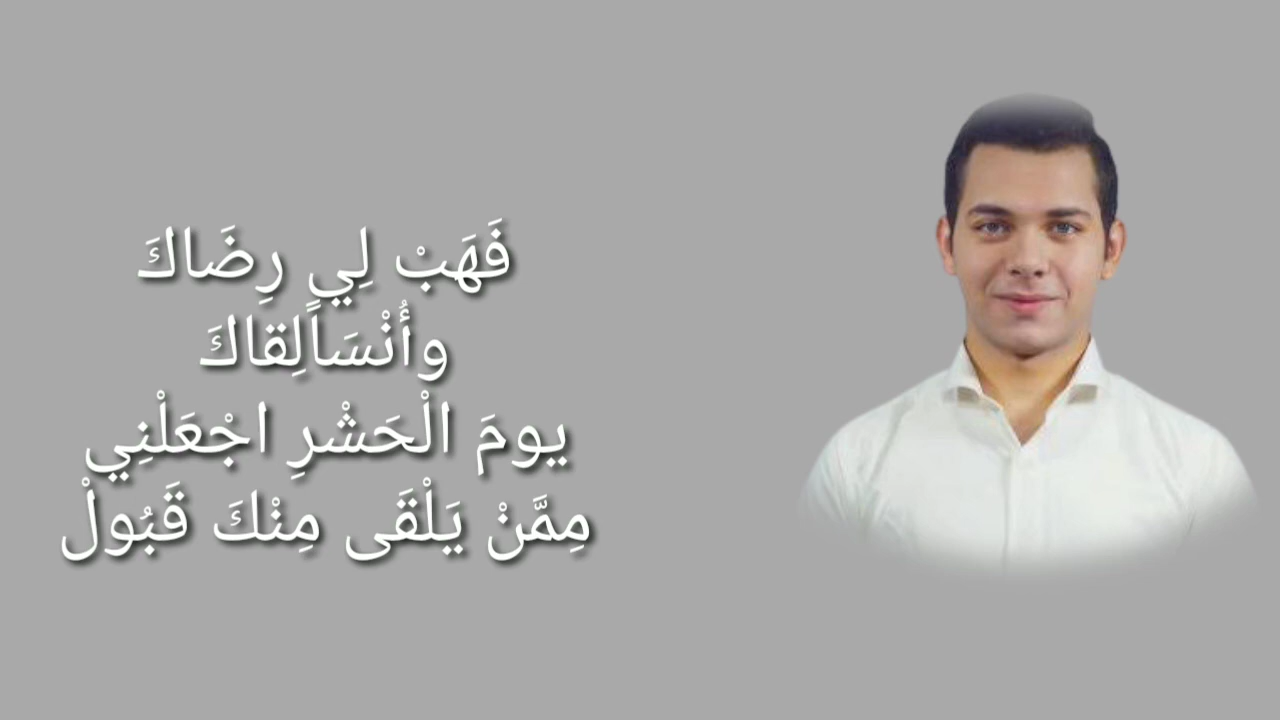 فَهَبْ لِي رِضَاكَ
وأُنْسَاًلِقاكَ
يومَ الْحَشْرِ اجْعَلْنِي
مِمَّنْ يَلْقَى مِنْكَ قَبُولْ